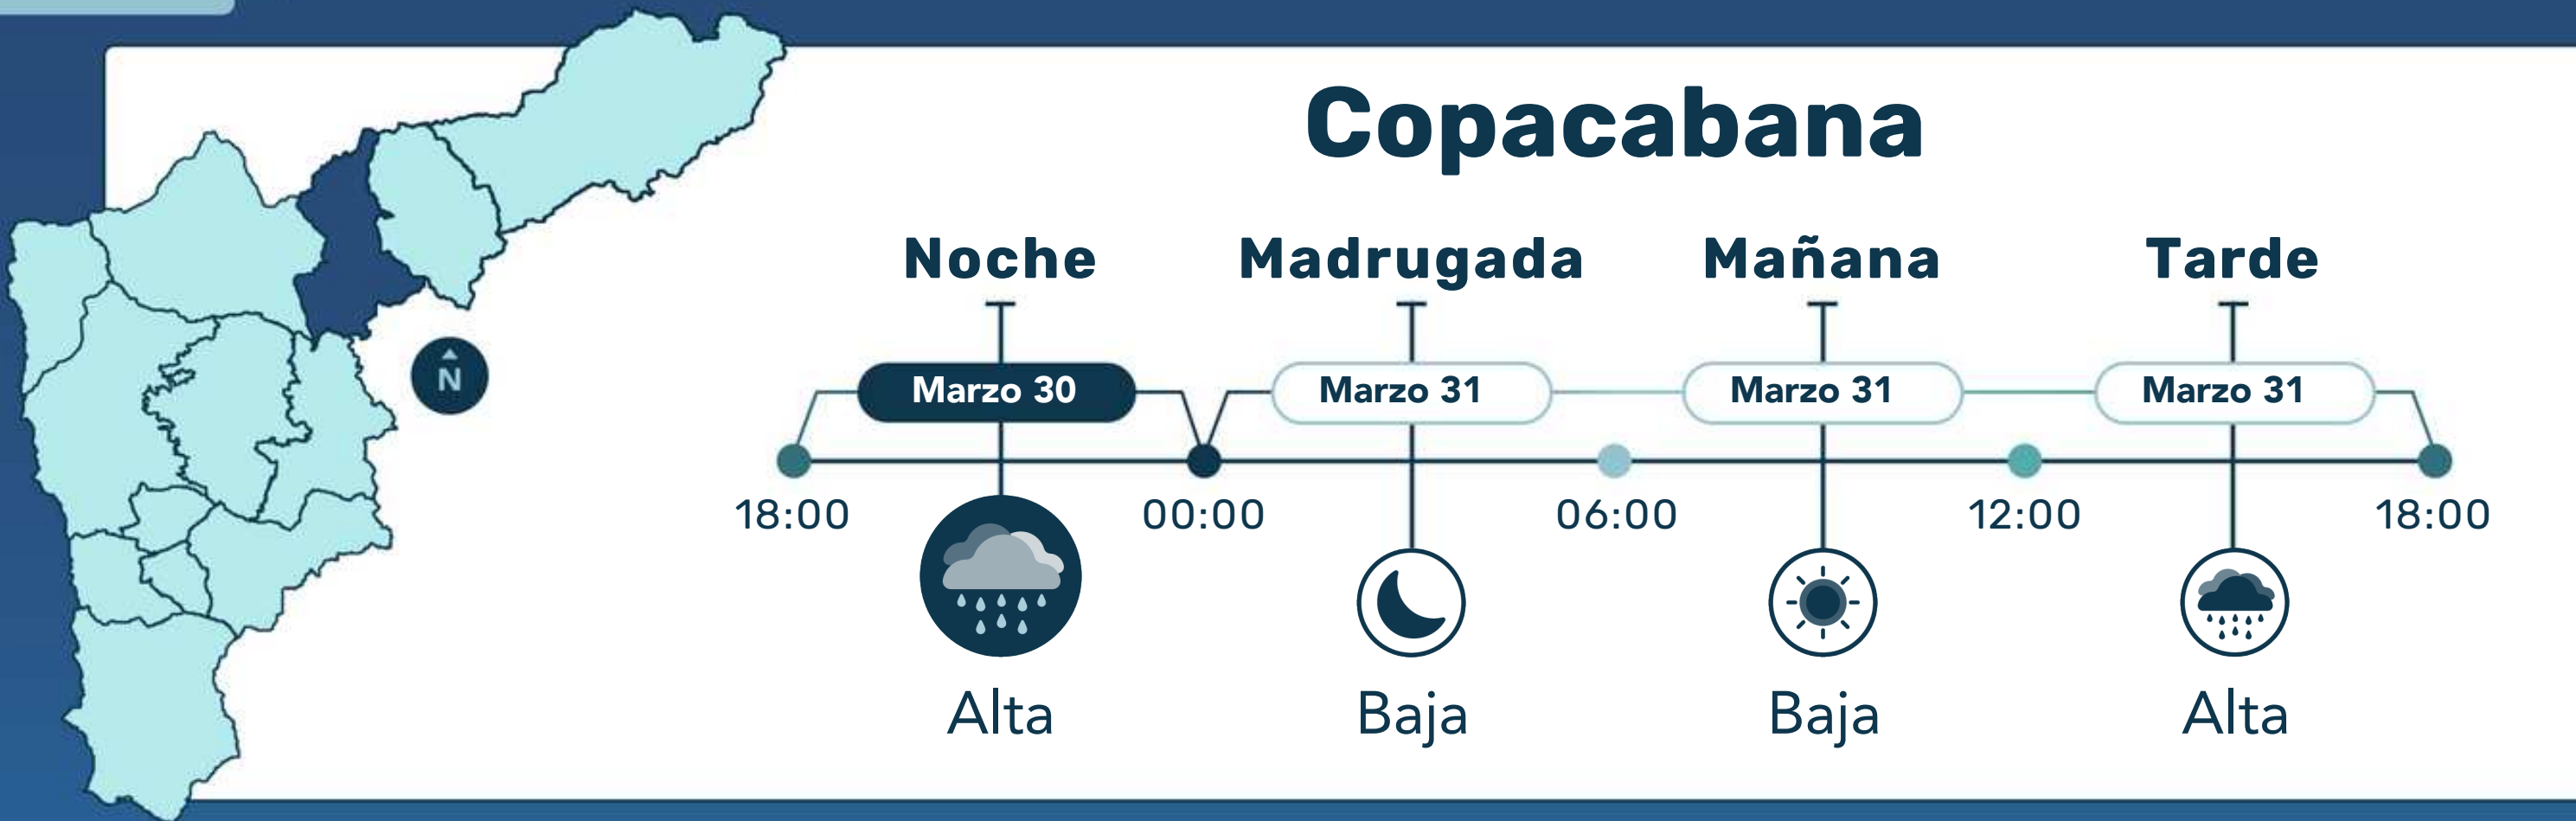 Copacabana
Noche Madrugada Mañana Tarde
Marzo 30 Marzo 31 Marzo 31 Marzo 31
N
18:00 00:00 06:00 12:00 18:00
Alta Baja Baja Alta